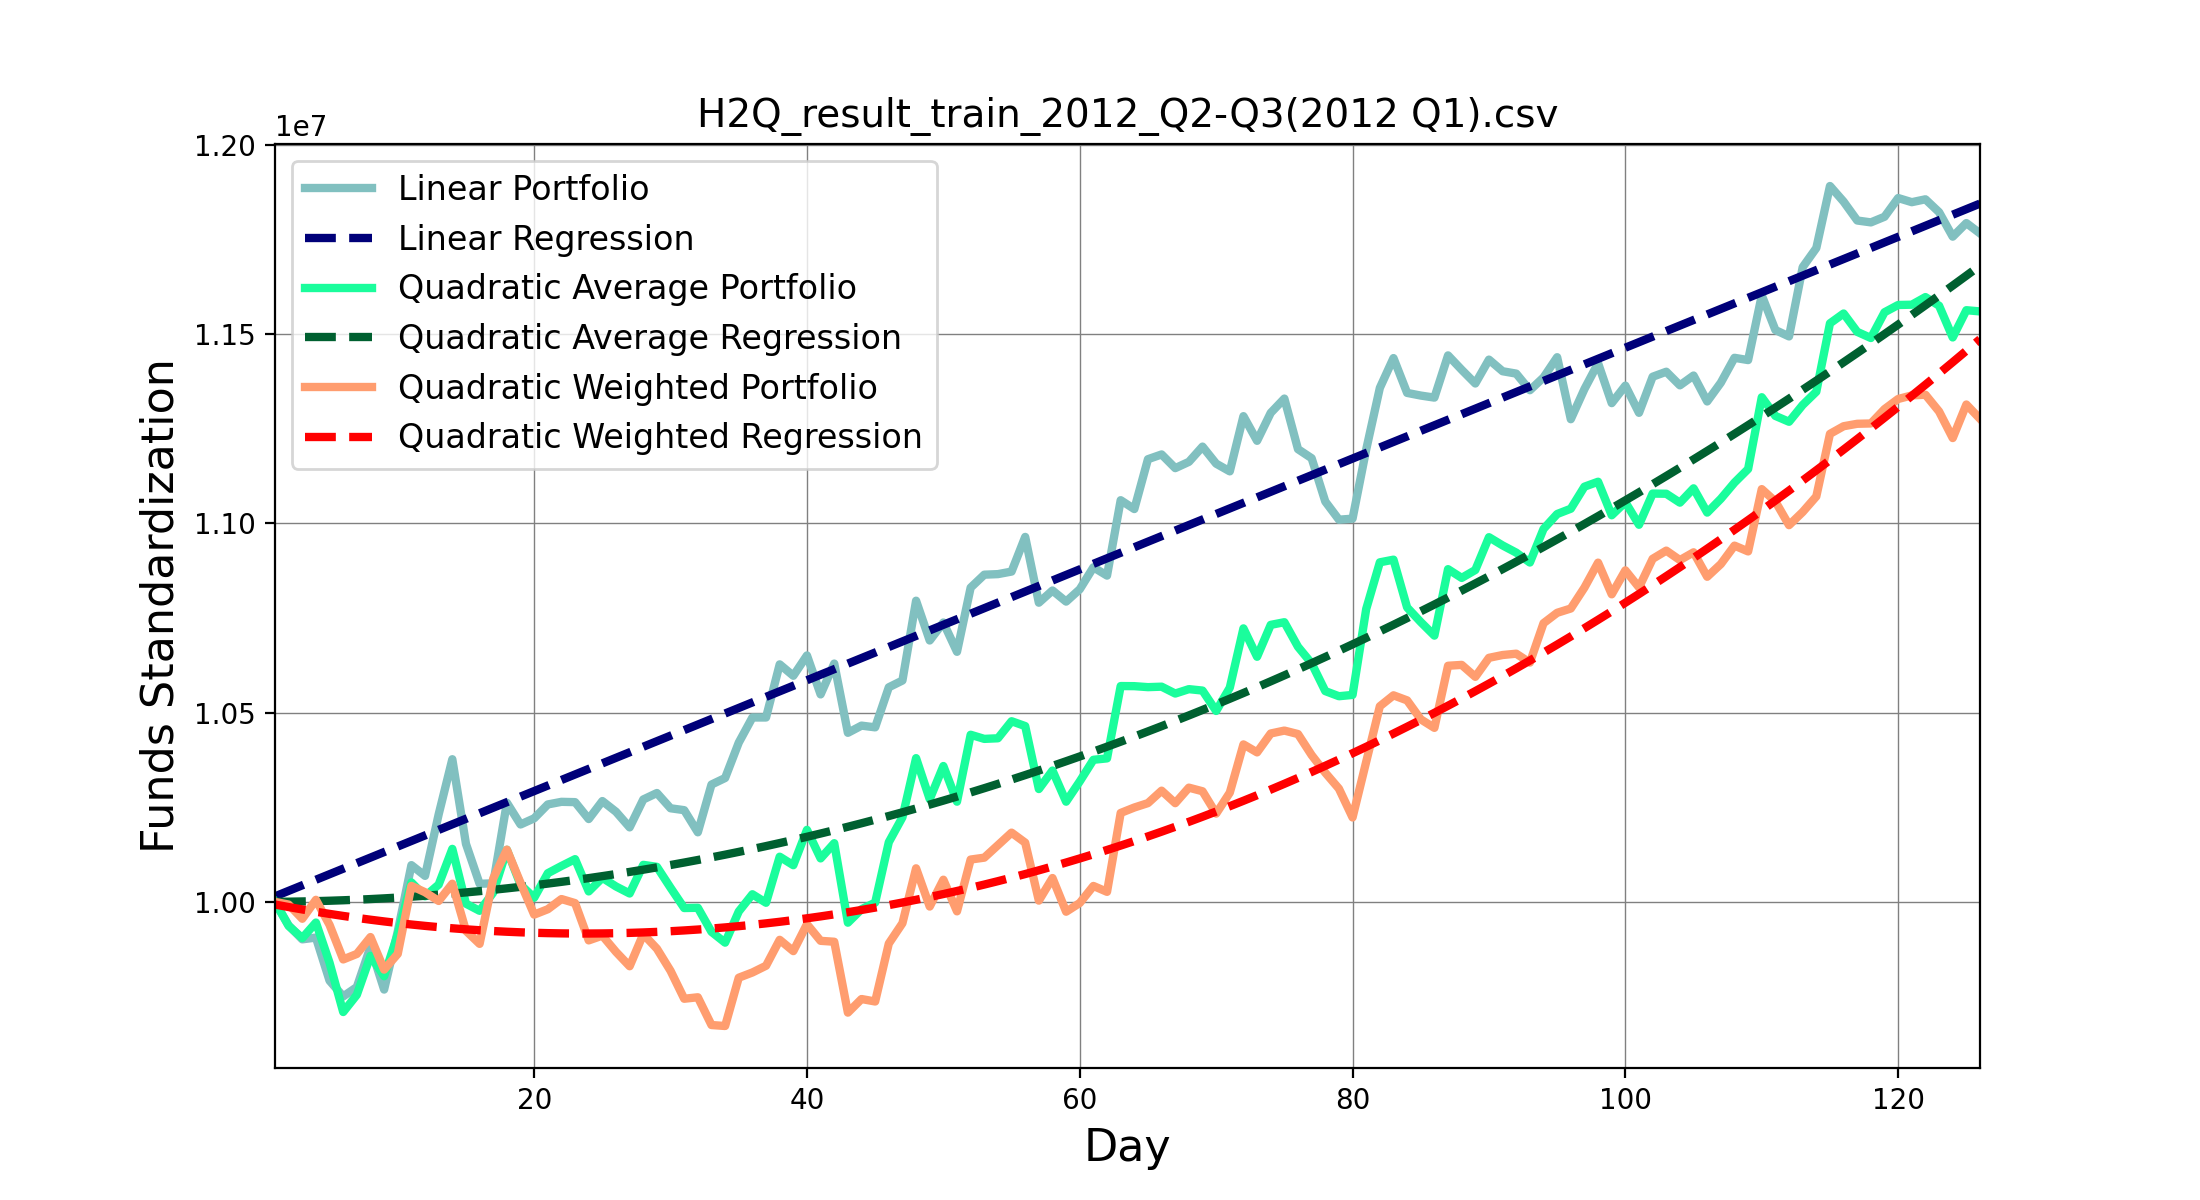 H2Q_result_train_2012_Q2-Q3(2012 Q1).csv
1e7
1.20
1.15
1.10
1.05
1.00
Funds Standardization
Linear Portfolio
Linear Regression
Quadratic Average Portfolio
Quadratic Average Regression
Quadratic Weighted Portfolio
Quadratic Weighted Regression
20 40 60 80 100 120
Day